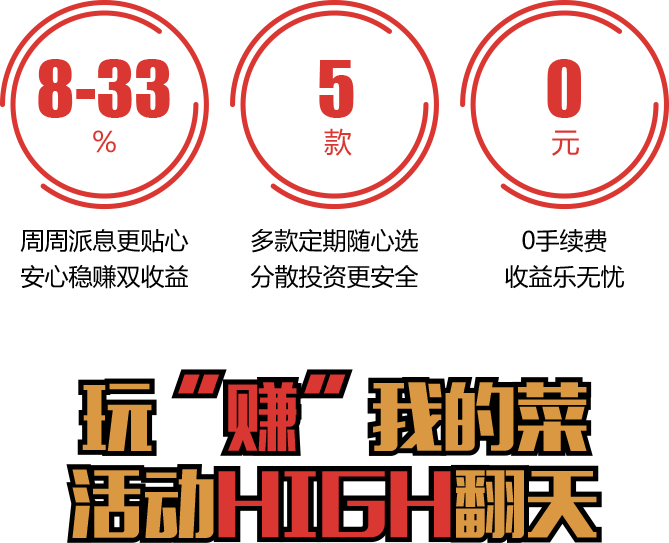 8-33
%
周周派息更贴心
安心稳赚双收益
5
款
多款定期随心选
分散投资更安全
0
元
0手续费
收益乐无忧
玩“赚”我的菜
活动HIGH翻天